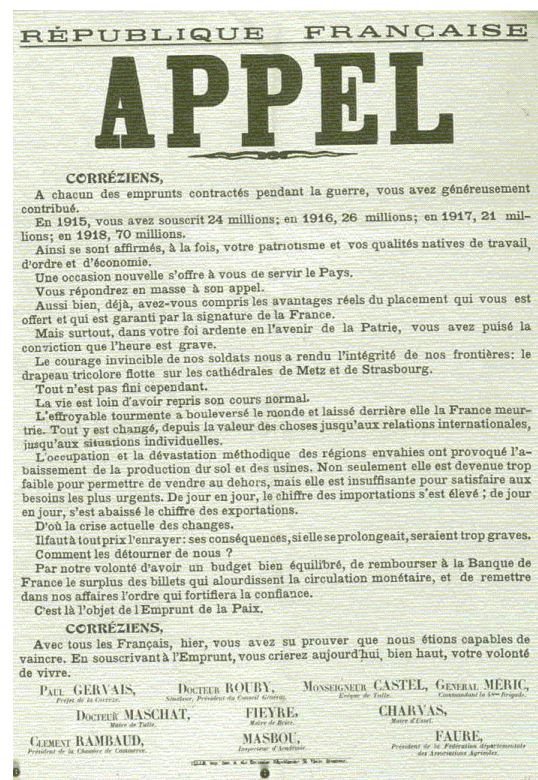 RÉPUBLIQUE FRANÇAISE
APPEL
CORRÉZIENS,
A chacun des emprunts contractés pendant la guerre, vous avez généreusement
contribué.
En 1915, vous avez souscrit 24 millions; en 1916, 26 millions; en 1917, 21 mil-
lions; en 1918, 70 millions.
Ainsi se sont affirmés, à la fois, votre patriotisme et vos qualités natives de travail,
d'ordre et d'économie.
Une occasion nouvelle s'offre à vous de servir le Pays.
Vous répondrez en masse à son appel.
Aussi bien, déjà, avez-vous compris les avantages réels du placement qui vous est
offert et qui est garanti par la signature de la France.
Mais surtout, dans votre foi ardente en l'avenir de la Patrie, vous avez puisé la
conviction que l'heure est grave.
Le courage invincible de nos soldats nous a rendu l'intégrité de nos frontières: le
drapeau tricolore flotte sur les cathédrales de Metz et de Strasbourg.
Tout n'est pas fini cependant.
La vie est loin d'avoir repris son cours normal.
L'effroyable tourmente a bouleversé le monde et laissé derrière elle la France meur-
trie. Tout y est changé, depuis la valeur des choses jusqu'aux relations internationales,
jusqu'aux situations individuelles.
L'occupation et la dévastation méthodique des régions envahies ont provoqué l'a-
baissement de la production du sol et des usines. Non seulement elle est devenue trop
faible pour permettre de vendre au dehors, mais elle est insuffisante pour satisfaire aux
besoins les plus urgents. De jour en jour, le chiffre des importations s'est élevé; de jour
en jour, s'est abaissé le chiffre des exportations.
D'où la crise actuelle des changes.
Il faut à tout prix l'enrayer: ses conséquences, si elle se prolongeait, seraient trop graves.
Comment les détourner de nous ?
Par notre volonté d'avoir un budget bien équilibré, de rembourser à la Banque de
France le surplus des billets qui alourdissent la circulation monétaire, et de remettre
dans nos affaires l'ordre qui fortifiera la confiance.
C'est là l'objet de l'Emprunt de la Paix.
CORRÉZIENS,
Avec tous les Français, hier, vous avez su prouver que nous étions capables de
vaincre. En souscrivant à l'Emprunt, vous crierez aujourd'hui, bien haut, votre volonté
de vivre.
PAUL GERVAIS, DOCTEUR ROUBY, MONSEIGNEUR CASTEL, GÉNÉRAL MÉRIC,
Préfet de la Corrèze. Sénateur, Président du Conseil Général. Evêque de Tulle. Commandant la Brigade.
DOCTEUR MASCHAT, FIEYRE, CHARVAS,
Maire de Tulle. Maire de Brive. Maire d'Ussel.
CLÉMENT RAMBAUD, MASBOU, FAURE,
Président de la Chambre de Commerce. Inspecteur d'Académie. Président de la Fédération départementale
des Associations Agricoles.